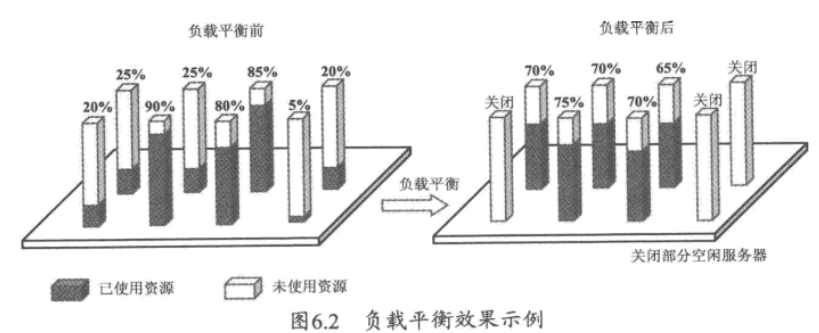 负载平衡前
负载平衡后
25%
25%
85%
20%
20%
90%
80%
5%
70%
70%
65%
关闭
关闭
75%
70%
关闭
负载平衡
关闭部分空闲服务器
已使用资源
未使用资源
图6.2 负载平衡效果示例